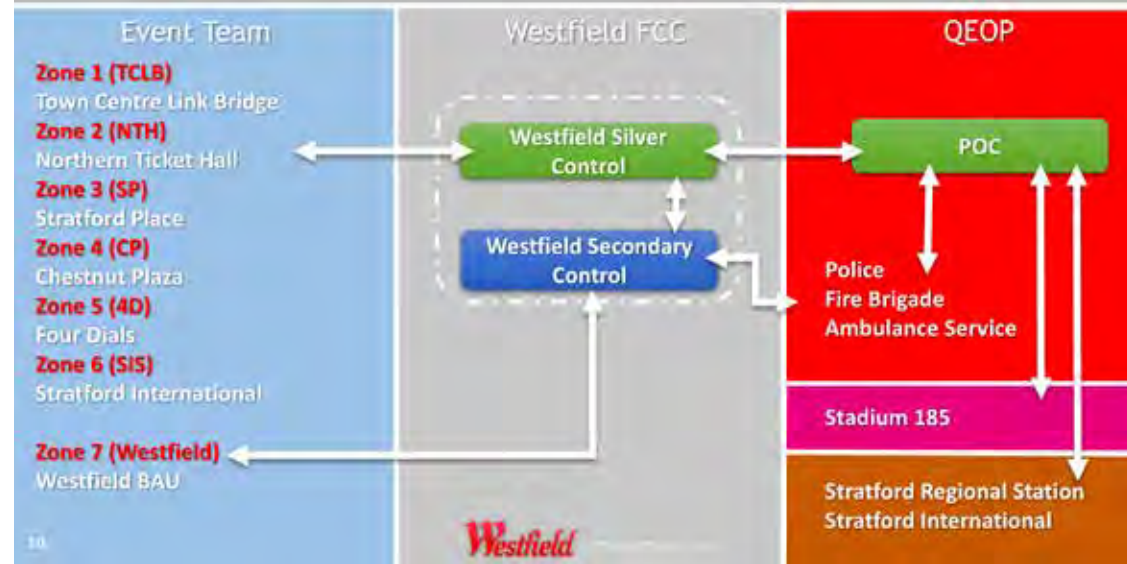 Event Team
Zone 1 (TCLB)
Town Centre Link Bridge
Zone 2 (NTH)
Northern Ticket Hall
Zone 3 (SP)
Stratford Place
Zone 4 (CP)
Chestnut Plaza
Zone 5 (4D)
Four Dials
Zone 6 (SIS)
Stratford International
Zone 7 (Westfield)
Westfield BAU
10
Westfield FCC
Westfield Silver
Control
Westfield Secondary
Control
Westfield
QEOP
POC
Police
Fire Brigade
Ambulance Service
Stadium 185
Stratford Regional Station
Stratford International